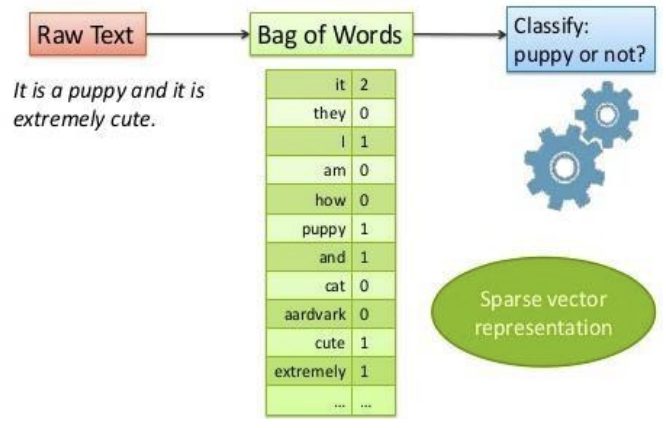 Raw Text
Bag of Words
Classify:
puppy or not?
It is a puppy and it is
extremely cute.
it 2
they 0
I 1
am 0
how 0
puppy 1
and 1
cat 0
aardvark 0
cute 1
extremely 1
... ...
Sparse vector
representation